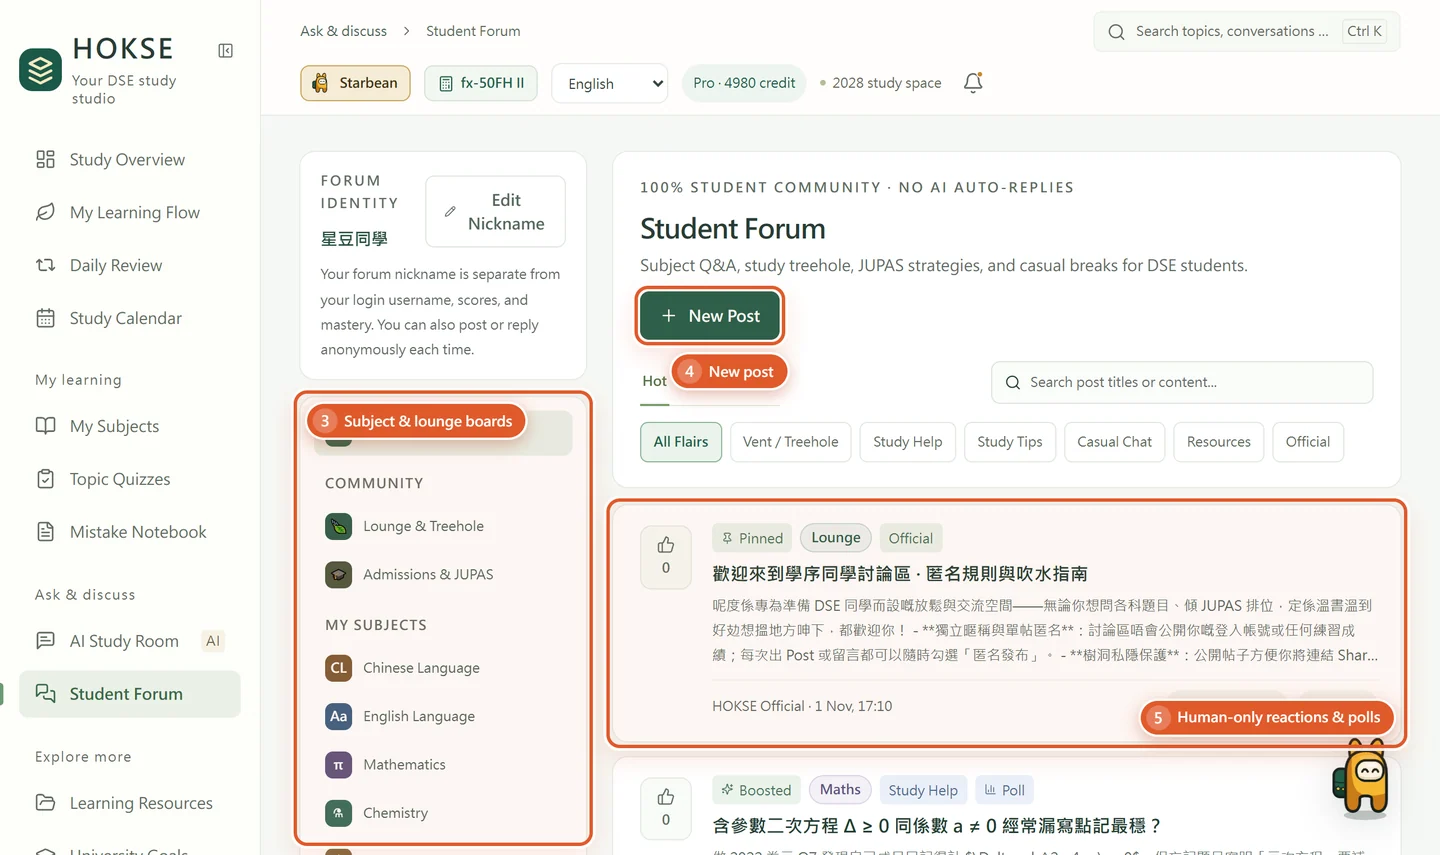 HOKSE
Your DSE study
studio
Study Overview
My Learning Flow
Daily Review
Study Calendar
My learning
My Subjects
Topic Quizzes
Mistake Notebook
Ask & discuss
AI Study Room AI
Student Forum
Explore more
Learning Resources
University Goals
Ask & discuss > Student Forum
Search topics, conversations ... Ctrl K
Starbean
fx-50FH II
English
Pro · 4980 credit
2028 study space
FORUM
IDENTITY
星豆同學
Edit
Nickname
Your forum nickname is separate from
your login username, scores, and
mastery. You can also post or reply
anonymously each time.
3 Subject & lounge boards
COMMUNITY
Lounge & Treehole
Admissions & JUPAS
MY SUBJECTS
CL Chinese Language
Aa English Language
π Mathematics
Chemistry
100% STUDENT COMMUNITY · NO AI AUTO-REPLIES
Student Forum
Subject Q&A, study treehole, JUPAS strategies, and casual breaks for DSE students.
+ New Post
4 New post
Hot
Search post titles or content...
All Flairs
Vent / Treehole
Study Help
Study Tips
Casual Chat
Resources
Official
0
Pinned Lounge Official
歡迎來到學序同學討論區 · 匿名規則與吹水指南
呢度係專為準備 DSE 同學而設嘅放鬆與交流空間——無論你想問各科題目、傾 JUPAS 排位，定係溫書溫到
好攰想搵地方呻下，都歡迎你！ - **獨立暱稱與單帖匿名**：討論區唔會公開你嘅登入帳號或任何練習成
績；每次出 Post 或留言都可以隨時勾選「匿名發布」。 - **樹洞私隱保護**：公開帖子方便你將連結 Shar...
HOKSE Official · 1 Nov, 17:10
5 Human-only reactions & polls
0
Boosted Maths Study Help Poll
含參數二次方程 Δ ≥ 0 同係數 a ≠ 0 經常漏寫點記最穩？